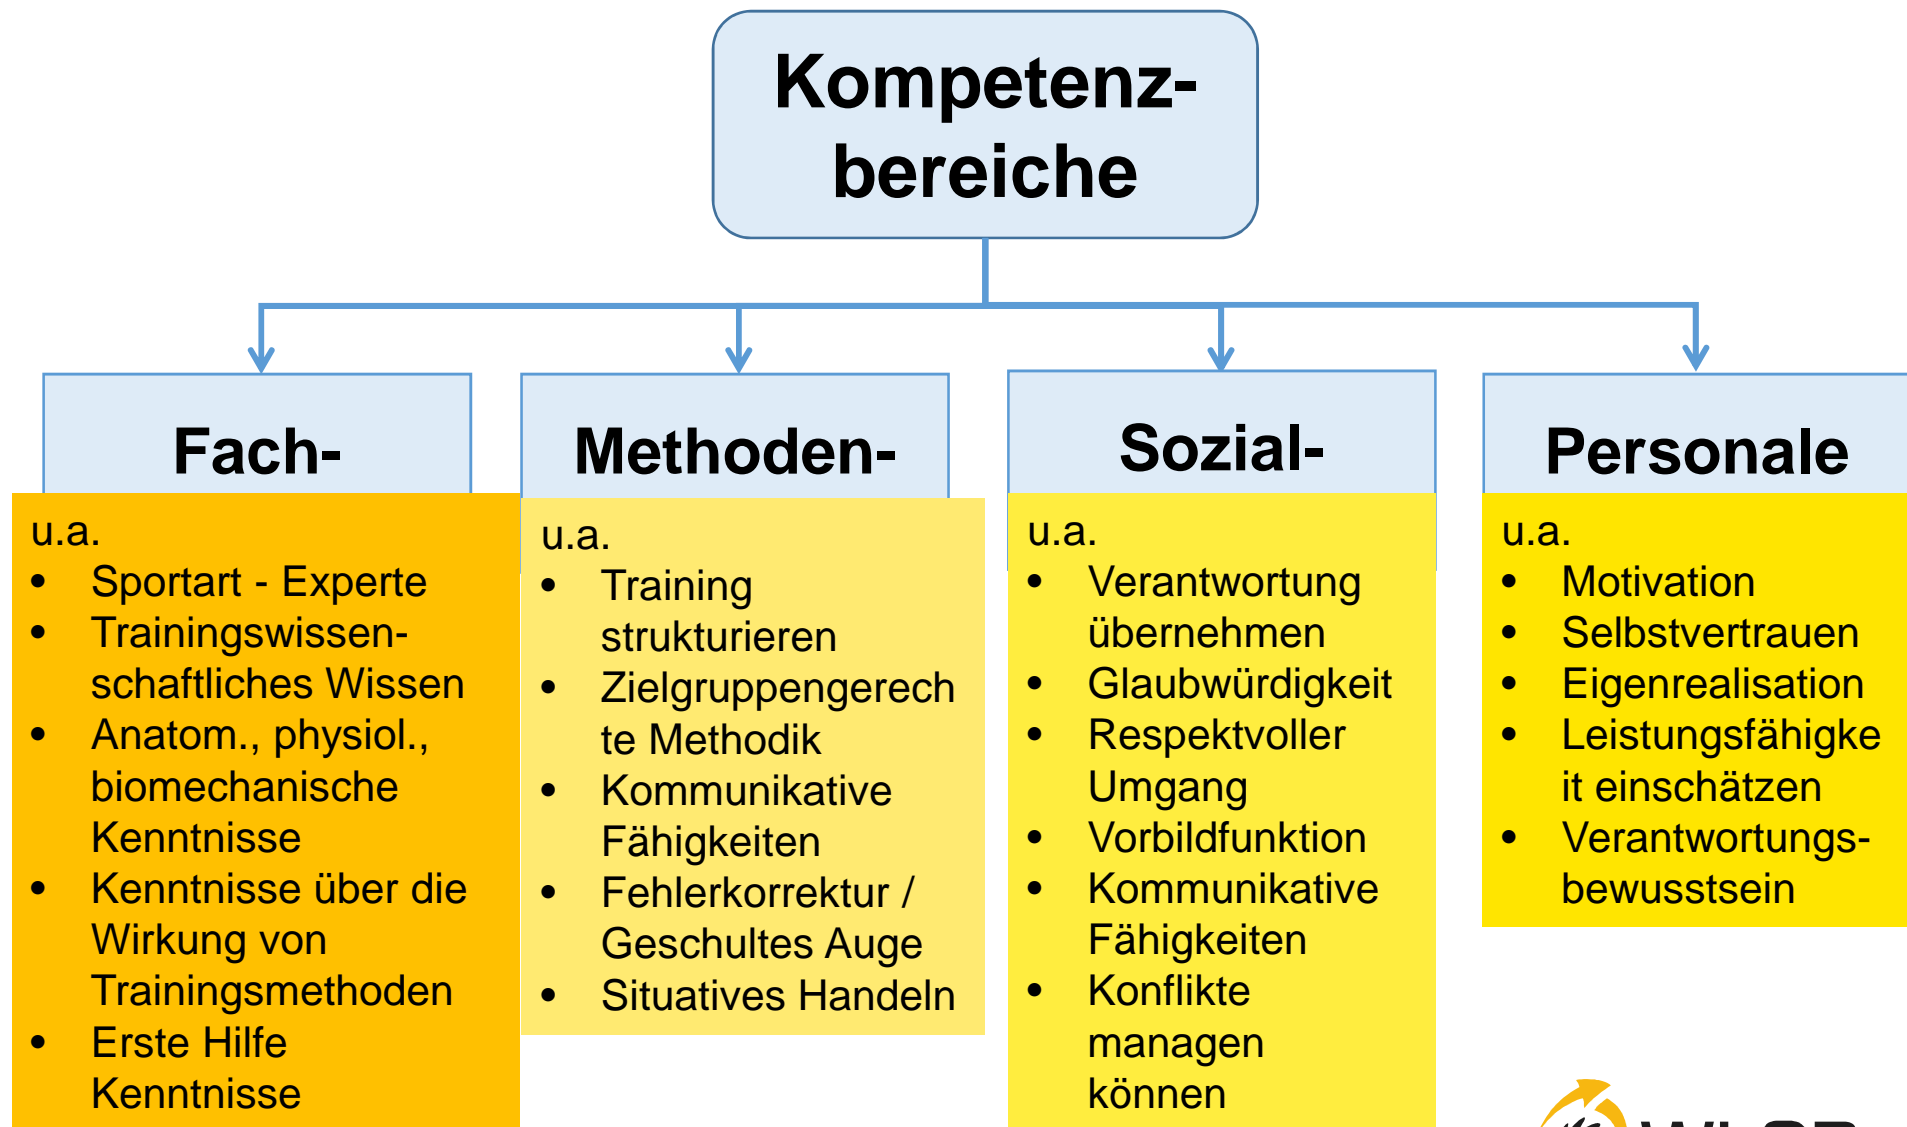 Kompetenz-
bereiche
Fach-
u.a.
• Sportart - Experte
• Trainingswissen-
schaftliches Wissen
• Anatom., physiol.,
biomechanische
Kenntnisse
• Kenntnisse über die
Wirkung von
Trainingsmethoden
• Erste Hilfe
Kenntnisse
Methoden-
u.a.
• Training
strukturieren
• Zielgruppengerech
te Methodik
• Kommunikative
Fähigkeiten
• Fehlerkorrektur /
Geschultes Auge
• Situatives Handeln
Sozial-
u.a.
• Verantwortung
übernehmen
• Glaubwürdigkeit
• Respektvoller
Umgang
• Vorbildfunktion
• Kommunikative
Fähigkeiten
• Konflikte
managen
können
Personale
u.a.
• Motivation
• Selbstvertrauen
• Eigenrealisation
• Leistungsfähigke
it einschätzen
• Verantwortungs-
bewusstsein